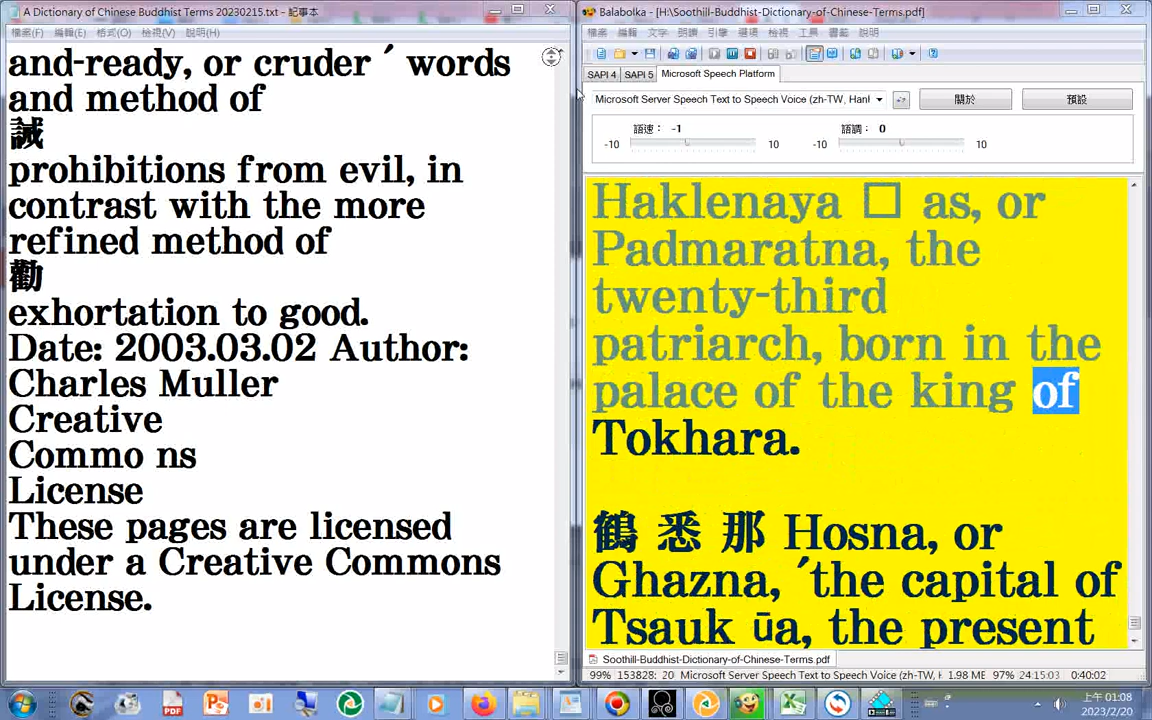 A Dictionary of Chinese Buddhist Terms 20230215.txt - 記事本
檔案(F) 編輯(E) 格式(O) 檢視(V) 說明(H)
and-ready, or cruder ´ words
and method of
誡
prohibitions from evil, in
contrast with the more
refined method of
勸
exhortation to good.
Date: 2003.03.02 Author:
Charles Muller
Creative
Commo ns
License
These pages are licensed
under a Creative Commons
License.
Balabolka - [H:\Soothill-Buddhist-Dictionary-of-Chinese-Terms.pdf]
檔案 編輯 文字 朗讀 引擎 選項 檢視 工具 書籤 說明
SAPI 4 SAPI 5 Microsoft Speech Platform
Microsoft Server Speech Text to Speech Voice (zh-TW, Hanl
關於 預設
語速： -1 語調： 0
-10 10 -10 10
Haklenaya □ as, or
Padmaratna, the
twenty-third
patriarch, born in the
palace of the king of
Tokhara.
鶴 悉 那 Hosna, or
Ghazna, ´the capital of
Tsauk ūa, the present
Soothill-Buddhist-Dictionary-of-Chinese-Terms.pdf
99% 153828: 20 Microsoft Server Speech Text to Speech Voice (zh-TW, 1.98 ME 97% 24:15:03 0:40:02
上午 01:08
2023/2/20